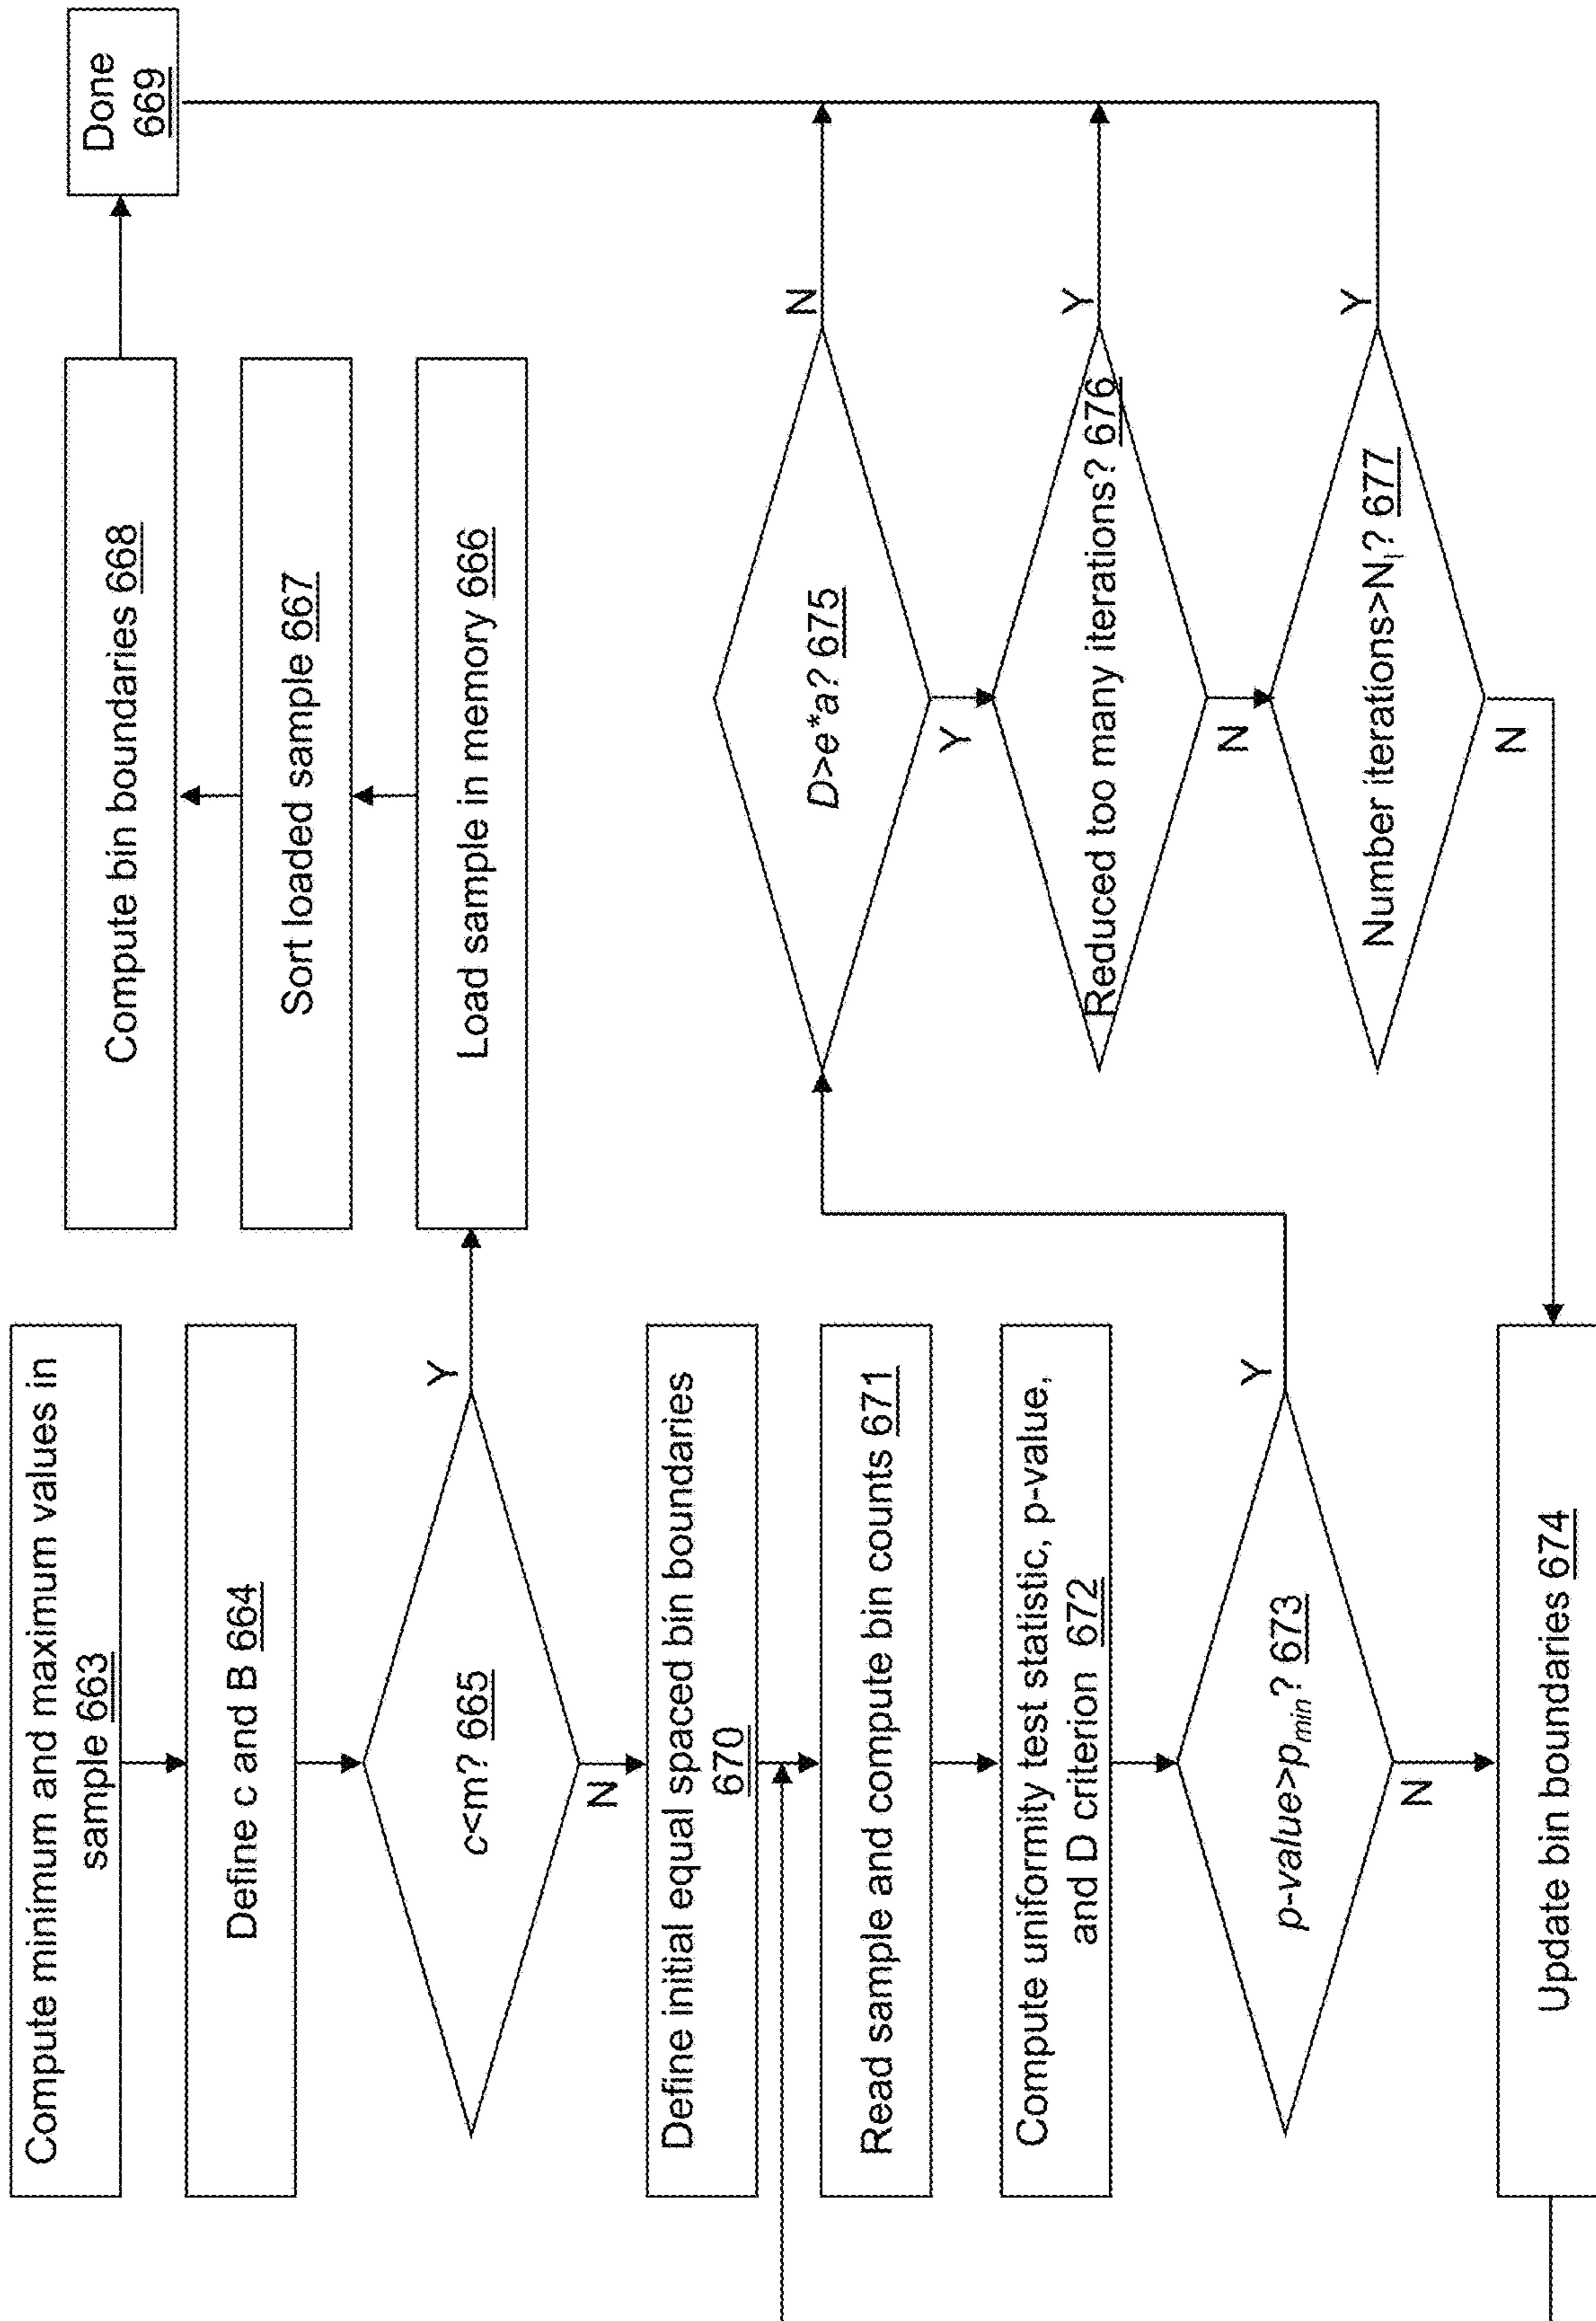 Compute minimum and maximum values in
sample 663
Define c and B 664
c<m? 665
Y
N
Load sample in memory 666
Sort loaded sample 667
Compute bin boundaries 668
Done
669
Define initial equal spaced bin boundaries
670
Read sample and compute bin counts 671
Compute uniformity test statistic, p-value,
and D criterion 672
p-value>pmin? 673
Y
N
Update bin boundaries 674
D>e*a? 675
N
Y
Reduced too many iterations? 676
Y
N
Number iterations>Ni? 677
Y
N